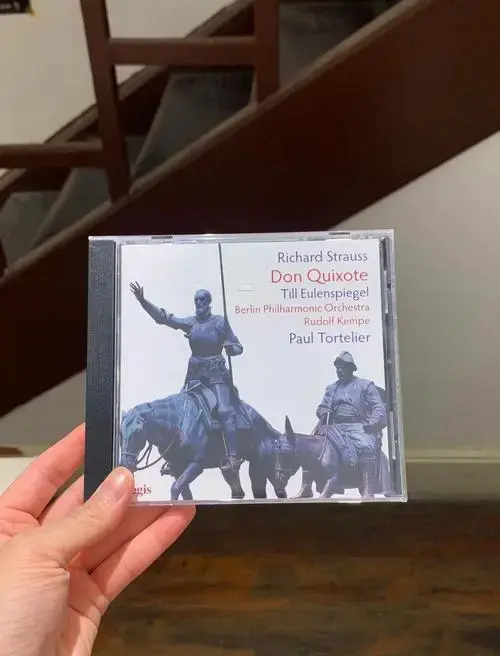 Richard Strauss
Don Quixote
Till Eulenspiegel
Berlin Philharmonic Orchestra
Rudolf Kempe
Paul Tortelier